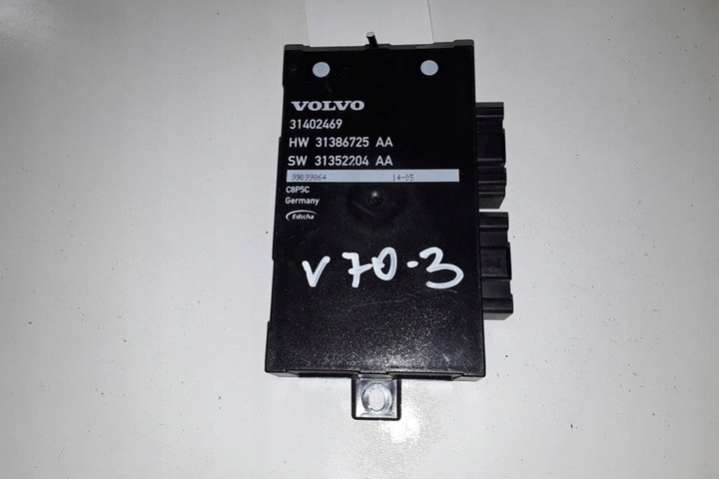 VOLVO
31402469
HW 31386725 AA
SW 31352204 AA
14-05
C8P5C
Germany
Edscha
V70-3